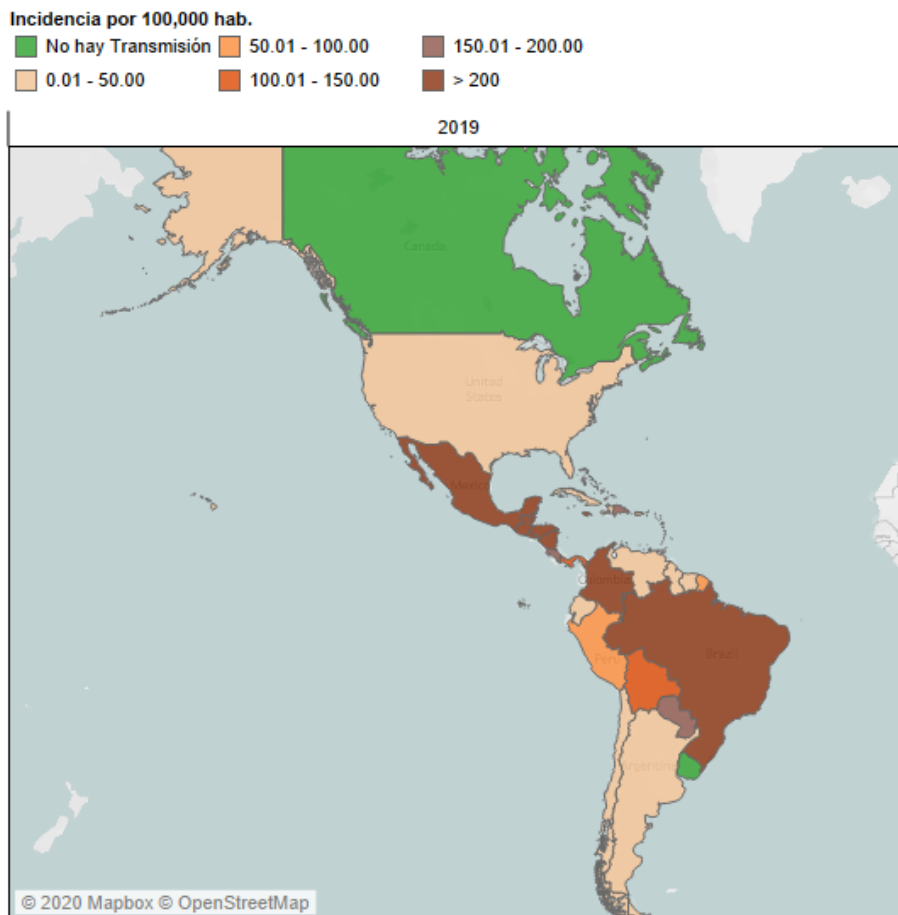 Incidencia por 100,000 hab.
No hay Transmisión 50.01 - 100.00 150.01 - 200.00
0.01 - 50.00 100.01 - 150.00 > 200
2019
Canada
United
States
Mexico
Colombia
Peru
Brazil
Argentina
© 2020 Mapbox © OpenStreetMap